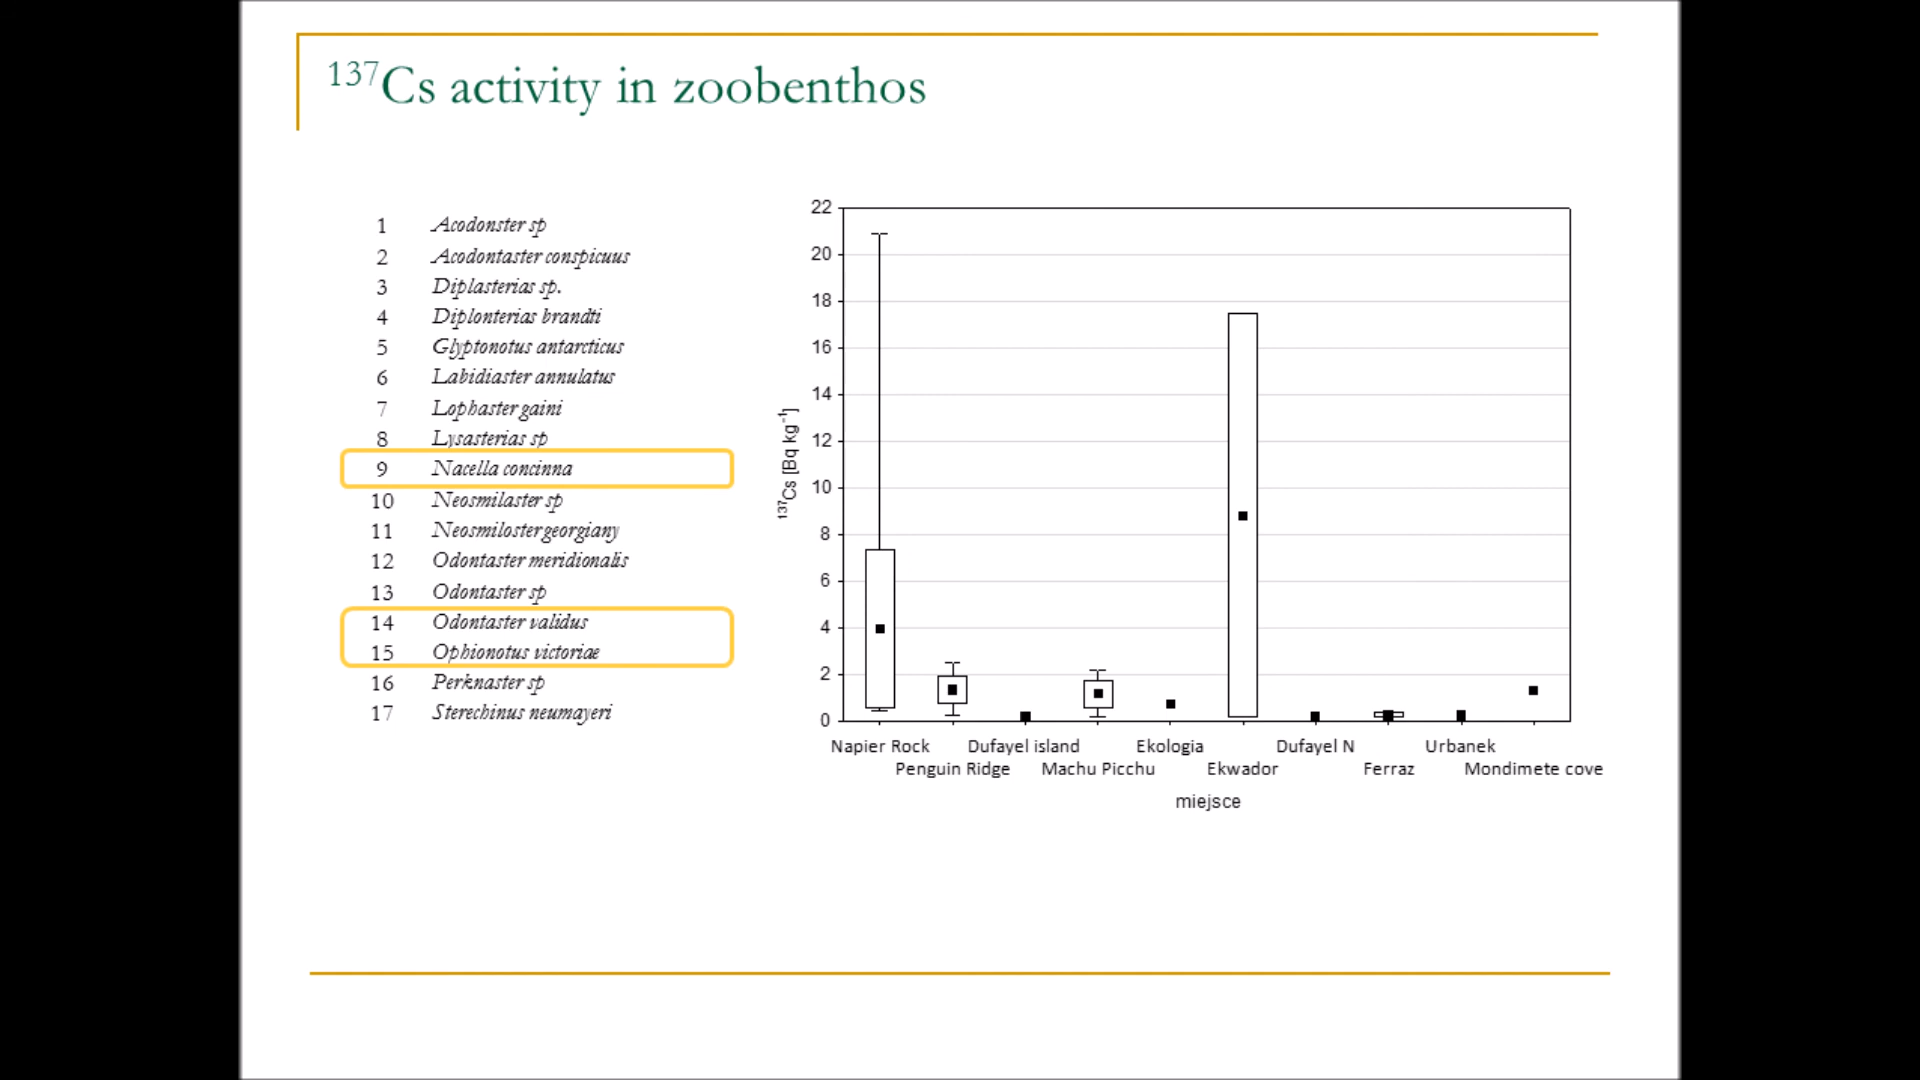 ¹³⁷Cs activity in zoobenthos
1 Acodonster sp
2 Acodontaster conspicuus
3 Diplasterias sp.
4 Diplonterias brandti
5 Glyptonotus antarcticus
6 Labidiaster annulatus
7 Lophaster gaini
8 Lysasterias sp
9 Nacella concinna
10 Neosmilaster sp
11 Neosmilostergeorgiany
12 Odontaster meridionalis
13 Odontaster sp
14 Odontaster validus
15 Ophionotus victoriae
16 Perknaster sp
17 Sterechinus neumayeri
¹³⁷Cs [Bq kg⁻¹]
22
20
18
16
14
12
10
8
6
4
2
0
Napier Rock Dufayel island Ekologia Dufayel N Urbanek
Penguin Ridge Machu Picchu Ekwador Ferraz Mondimete cove
miejsce